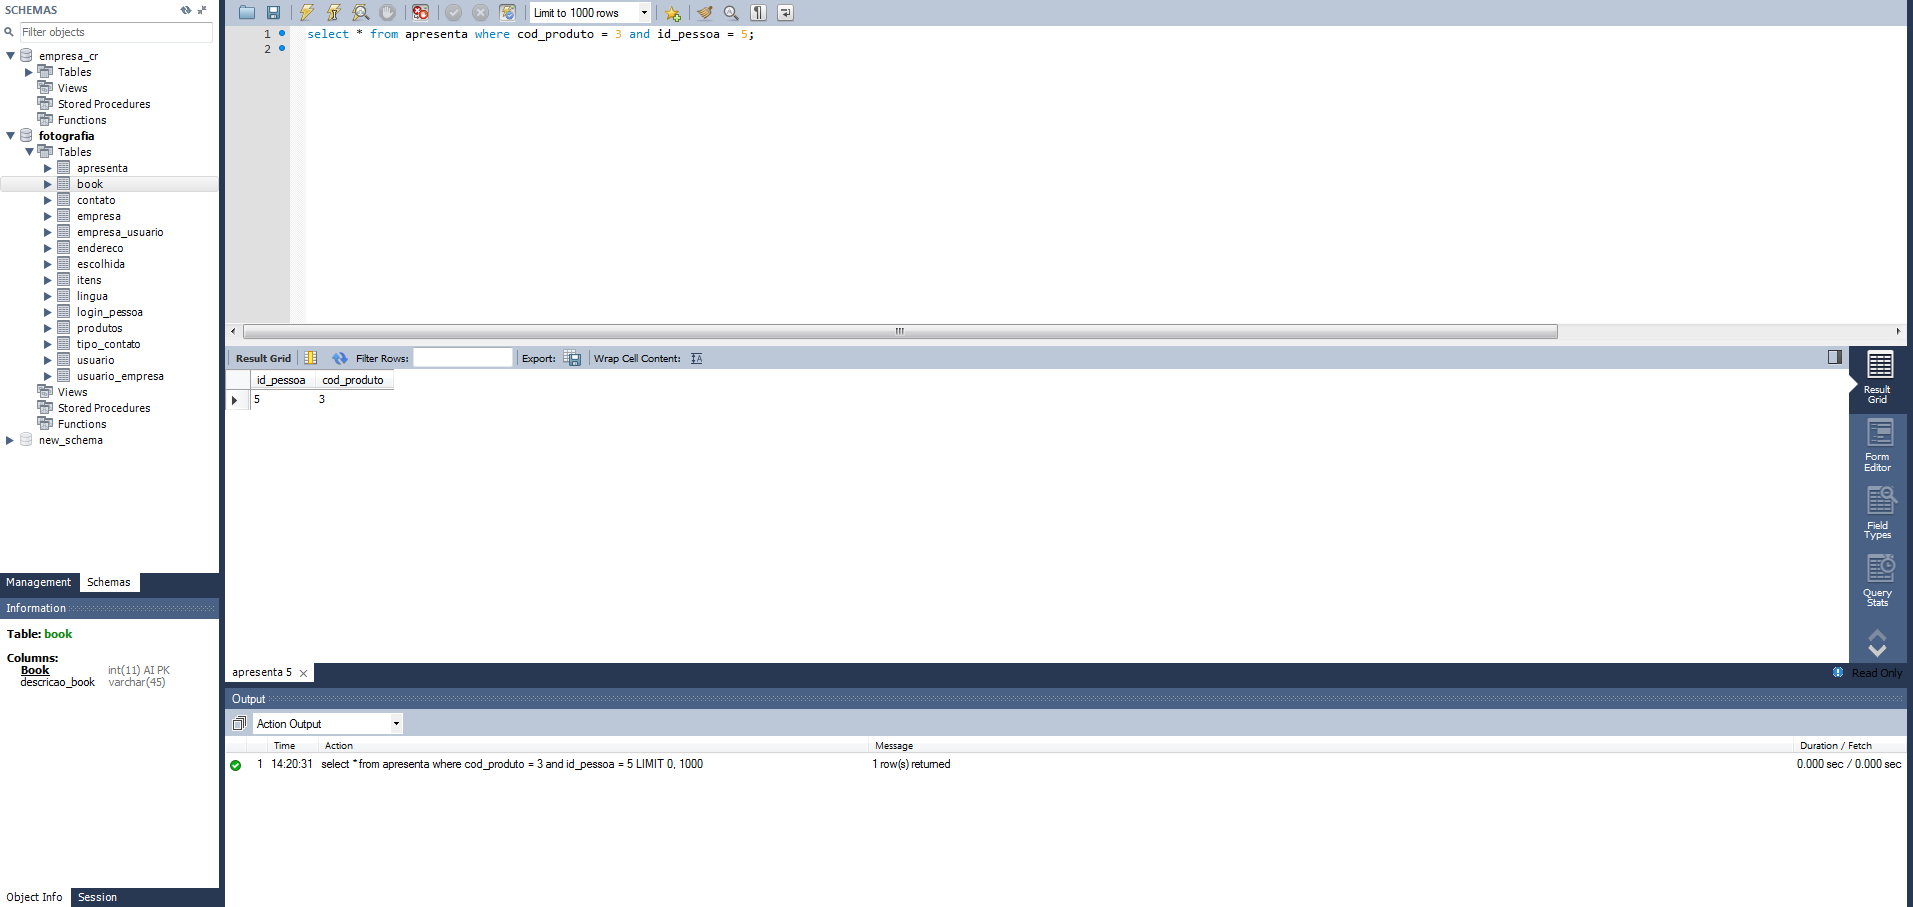 SCHEMAS
Filter objects
empresa_cr
Tables
Views
Stored Procedures
Functions
fotografia
Tables
apresenta
book
contato
empresa
empresa_usuario
endereco
escolhida
itens
lingua
login_pessoa
produtos
tipo_contato
usuario
usuario_empresa
Views
Stored Procedures
Functions
new_schema
Management Schemas
Information
Table: book
Columns:
Book int(11) AI PK
descricao_book varchar(45)
Object Info Session
Limit to 1000 rows
1 select * from apresenta where cod_produto = 3 and id_pessoa = 5;
2
Result Grid Filter Rows: Export: Wrap Cell Content:
id_pessoa cod_produto
5 3
Result
Grid
Form
Editor
Field
Types
Query
Stats
apresenta 5 Read Only
Output
Action Output
Time Action Message Duration / Fetch
1 14:20:31 select * from apresenta where cod_produto = 3 and id_pessoa = 5 LIMIT 0, 1000 1 row(s) returned 0.000 sec / 0.000 sec